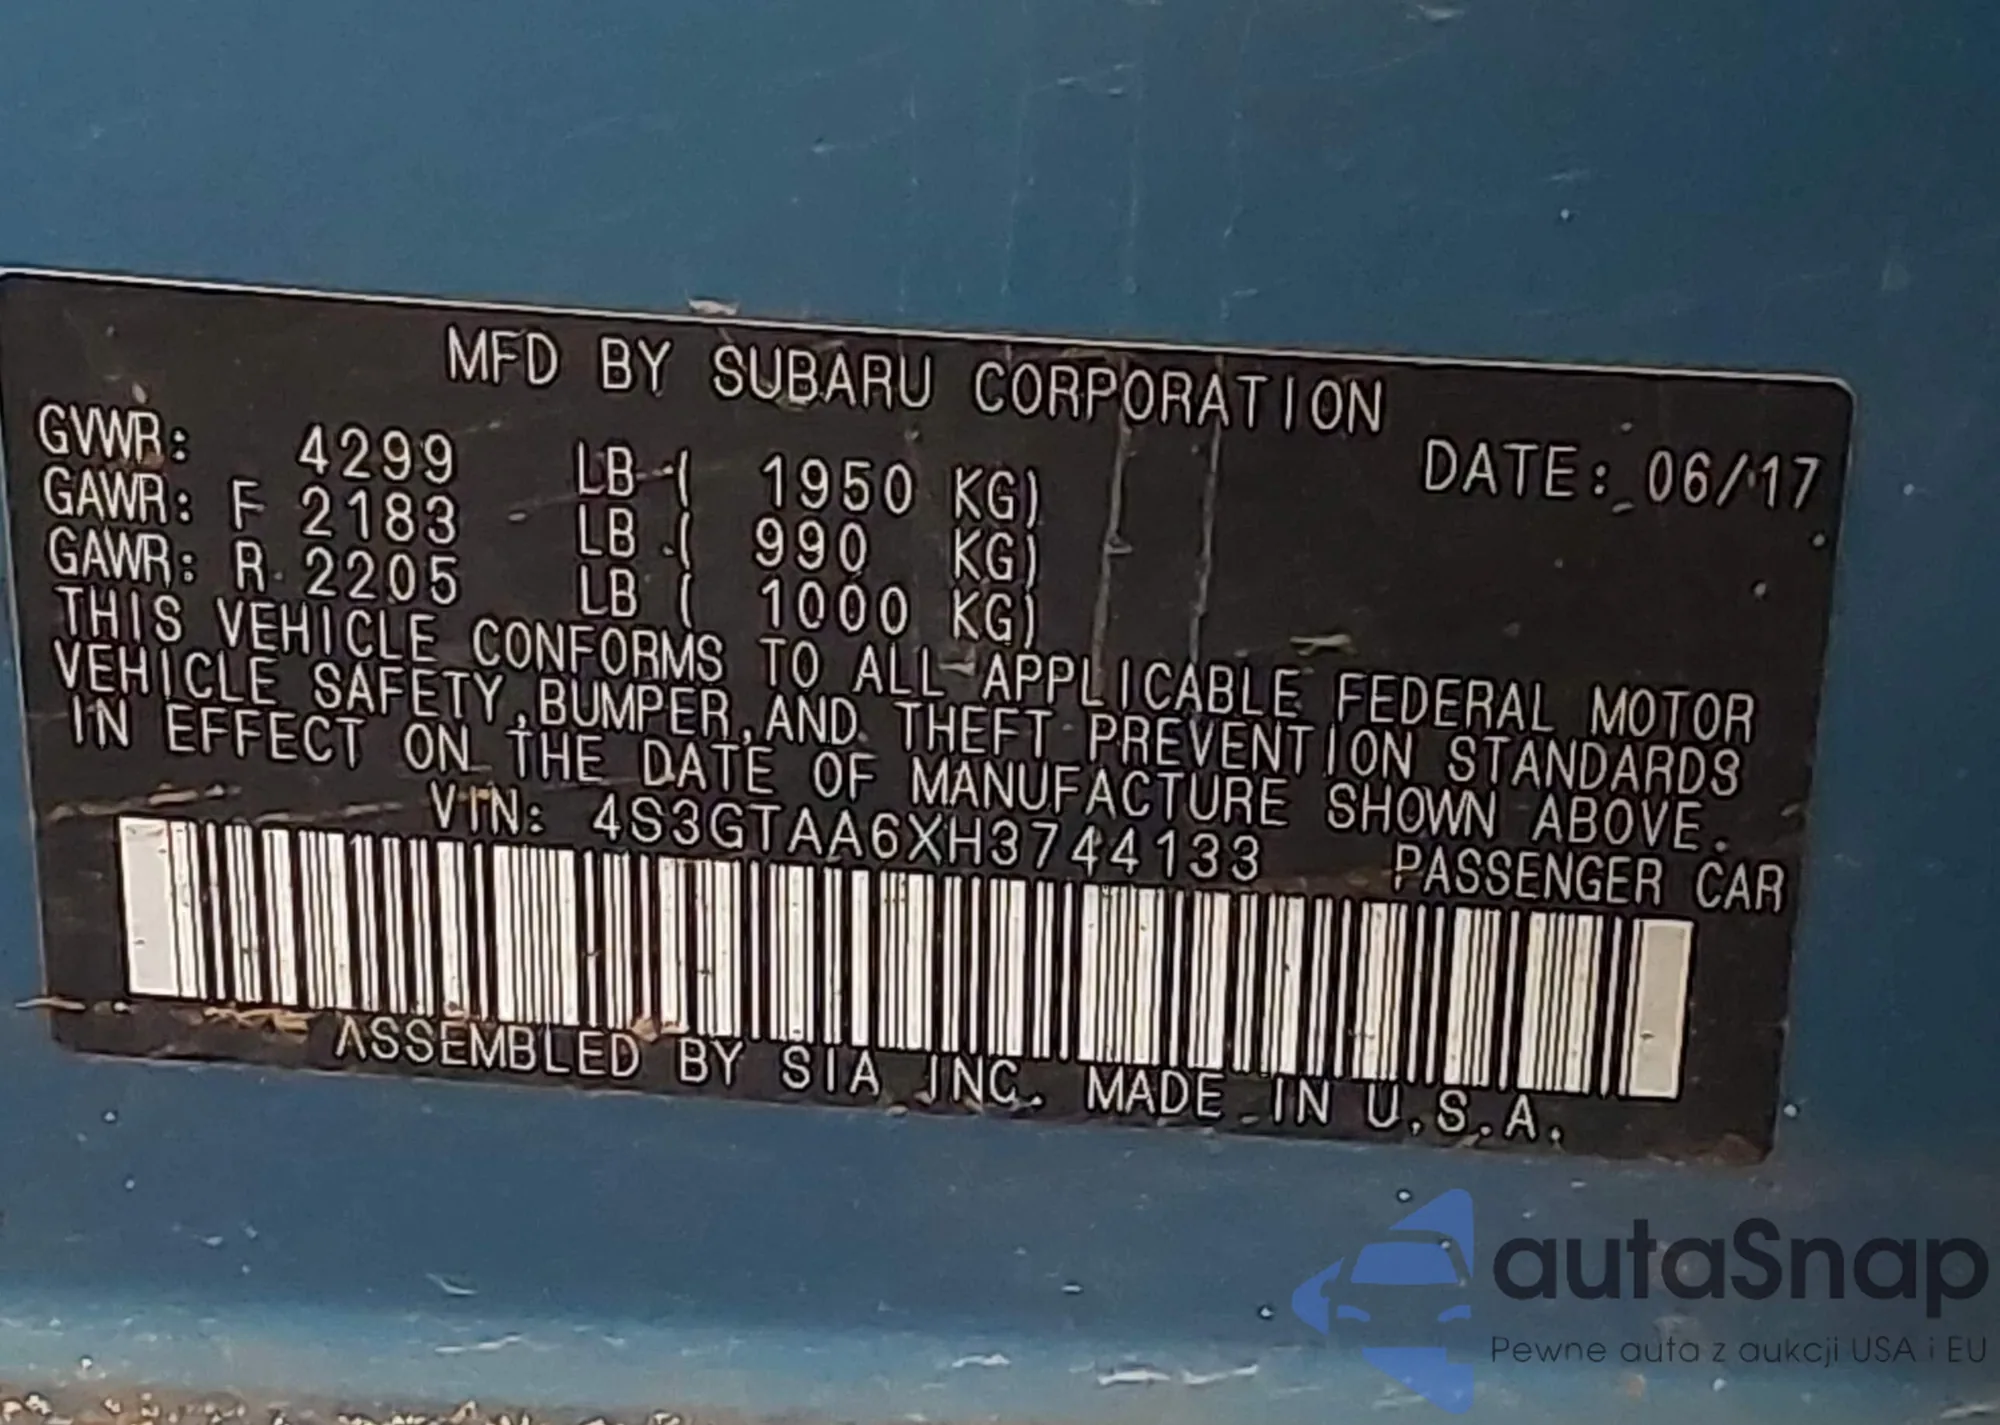 MFD BY SUBARU CORPORATION
GVWR: 4299 LB ( 1950 KG) DATE: 06/17
GAWR: F 2183 LB ( 990 KG)
GAWR: R 2205 LB ( 1000 KG)
THIS VEHICLE CONFORMS TO ALL APPLICABLE FEDERAL MOTOR
VEHICLE SAFETY,BUMPER,AND THEFT PREVENTION STANDARDS
IN EFFECT ON THE DATE OF MANUFACTURE SHOWN ABOVE.
VIN: 4S3GTAA6XH3744133 PASSENGER CAR
ASSEMBLED BY SIA INC. MADE IN U.S.A.
autaSnap
Pewne auta z aukcji USA i EU